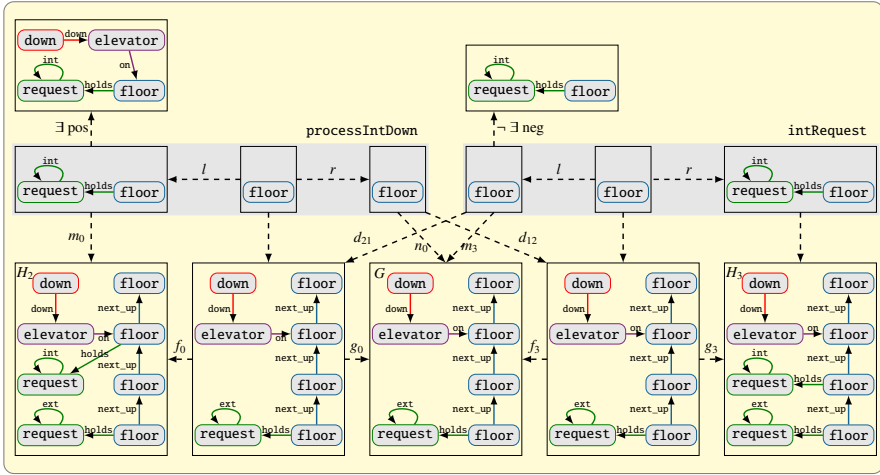 down down elevator
int on
request holds floor
int
request holds floor
∃ pos
processIntDown
¬ ∃ neg
intRequest
int
request holds floor
l
floor
r
floor
floor
l
floor
r
int
request holds floor
m0
d21
n0
m3
d12
H2
down floor
down next_up
elevator on floor
int holds
request next_up floor
ext next_up
request holds floor
f0
down floor
down next_up
elevator on floor
next_up
floor
ext next_up
request holds floor
g0
G
down floor
down next_up
elevator on floor
next_up
floor
ext next_up
request holds floor
f3
down floor
down next_up
elevator on floor
next_up
floor
ext next_up
request holds floor
g3
H3
down floor
down next_up
elevator on floor
int next_up
request holds floor
ext next_up
request holds floor